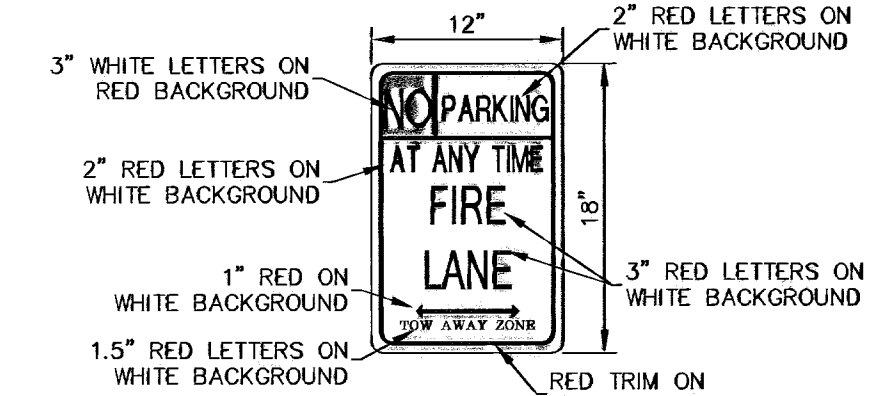 12"
2" RED LETTERS ON
WHITE BACKGROUND
3" WHITE LETTERS ON
RED BACKGROUND
NO PARKING
2" RED LETTERS ON
WHITE BACKGROUND
AT ANY TIME
FIRE
LANE
18"
3" RED LETTERS ON
WHITE BACKGROUND
1" RED ON
WHITE BACKGROUND
TOW AWAY ZONE
1.5" RED LETTERS ON
WHITE BACKGROUND
RED TRIM ON